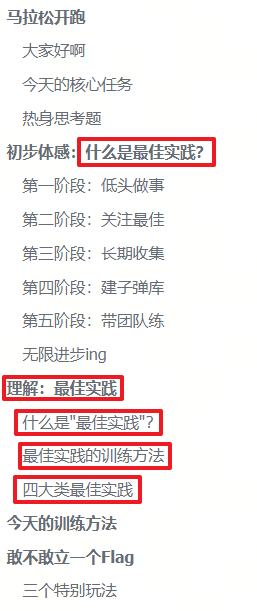 马拉松开跑
大家好啊
今天的核心任务
热身思考题
初步体感：什么是最佳实践？
第一阶段：低头做事
第二阶段：关注最佳
第三阶段：长期收集
第四阶段：建子弹库
第五阶段：带团队练
无限进步ing
理解：最佳实践
什么是"最佳实践"？
最佳实践的训练方法
四大类最佳实践
今天的训练方法
敢不敢立一个Flag
三个特别玩法